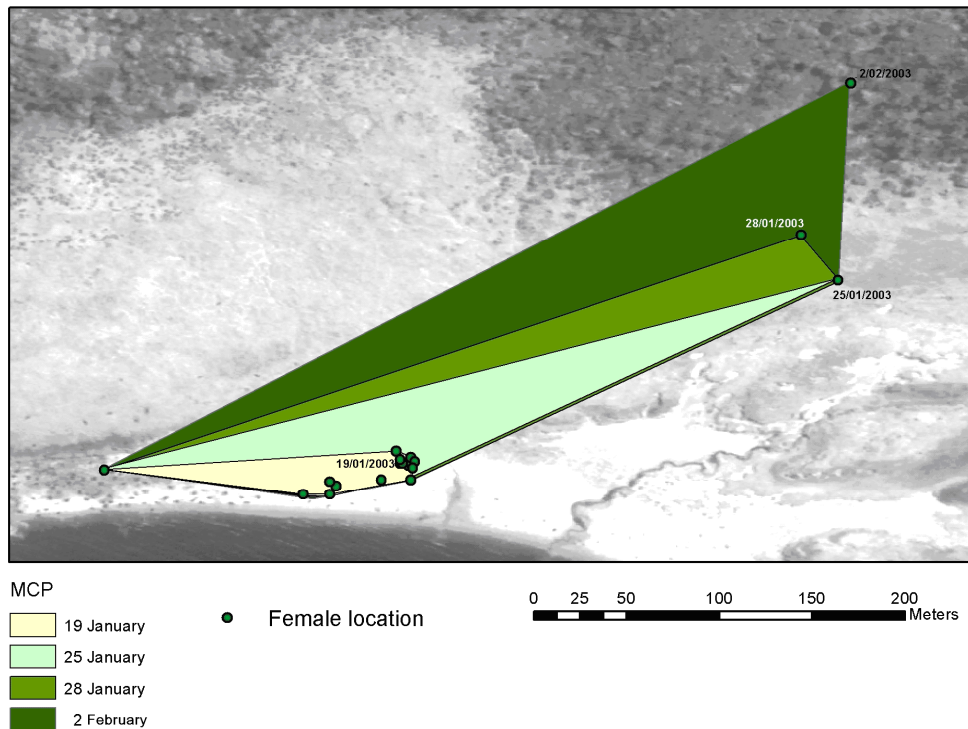 2/02/2003
28/01/2003
25/01/2003
19/01/2003
MCP
19 January
25 January
28 January
2 February
Female location
0 25 50 100 150 200
Meters